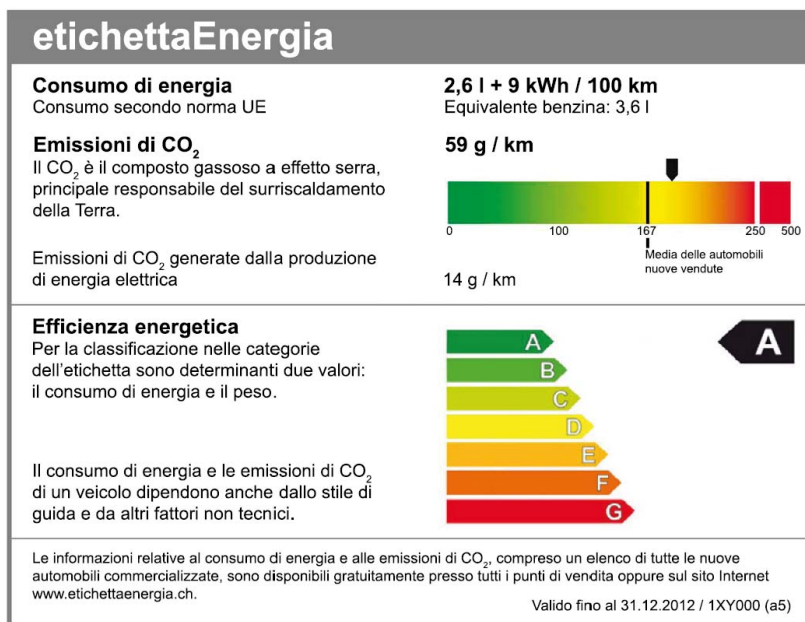 etichettaEnergia
Consumo di energia
Consumo secondo norma UE
2,6 l + 9 kWh / 100 km
Equivalente benzina: 3,6 l
Emissioni di CO₂
Il CO₂ è il composto gassoso a effetto serra,
principale responsabile del surriscaldamento
della Terra.
59 g / km
0 100 167 250 500
Media delle automobili
nuove vendute
Emissioni di CO₂ generate dalla produzione
di energia elettrica
14 g / km
Efficienza energetica
Per la classificazione nelle categorie
dell'etichetta sono determinanti due valori:
il consumo di energia e il peso.
Il consumo di energia e le emissioni di CO₂
di un veicolo dipendono anche dallo stile di
guida e da altri fattori non tecnici.
A
B
C
D
E
F
G
A
Le informazioni relative al consumo di energia e alle emissioni di CO₂, compreso un elenco di tutte le nuove
automobili commercializzate, sono disponibili gratuitamente presso tutti i punti di vendita oppure sul sito Internet
www.etichettaenergia.ch.
Valido fino al 31.12.2012 / 1XY000 (a5)